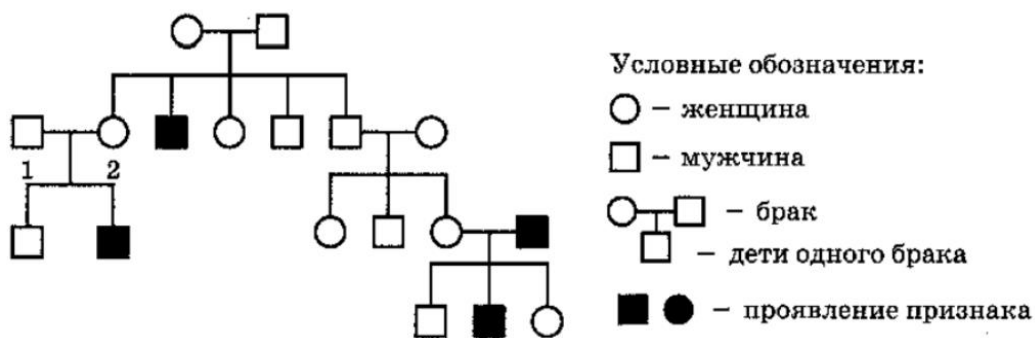 Условные обозначения:
– женщина
– мужчина
– брак
– дети одного брака
– проявление признака
1 2